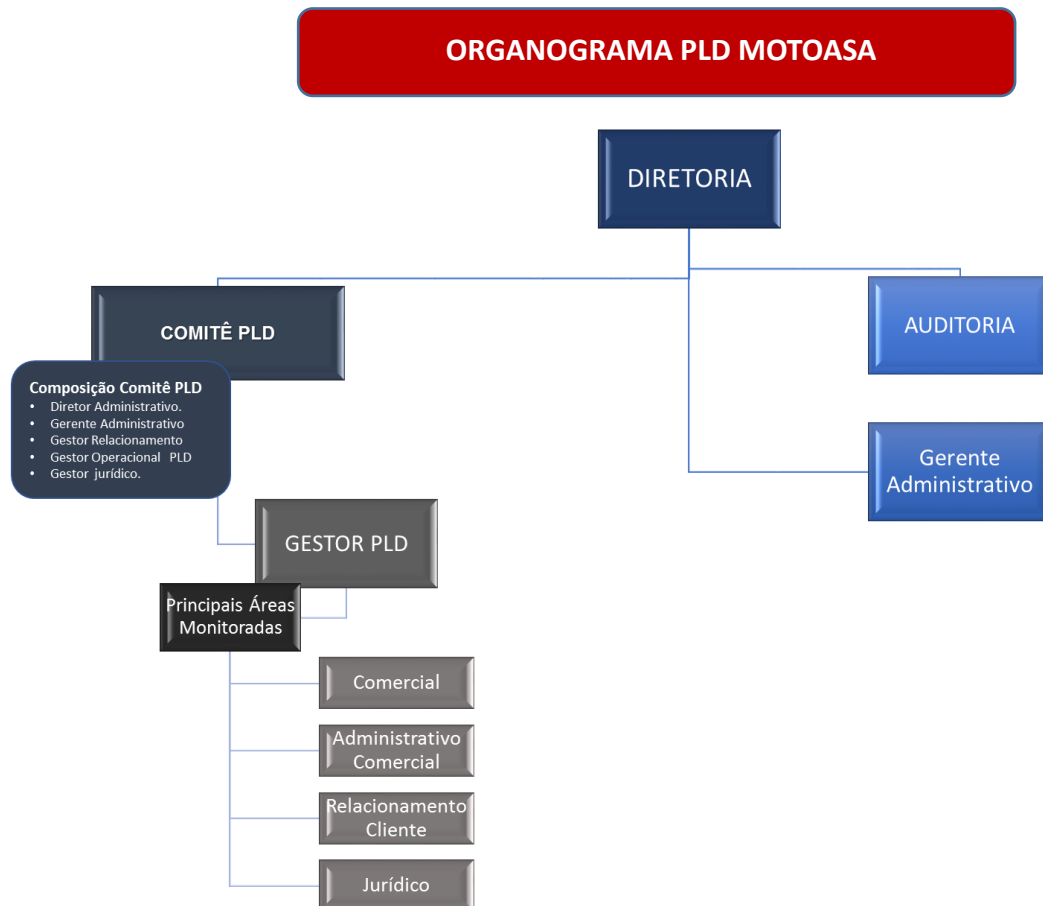 ORGANOGRAMA PLD MOTOASA
DIRETORIA
COMITÊ PLD
AUDITORIA
Composição Comitê PLD
• Diretor Administrativo.
• Gerente Administrativo
• Gestor Relacionamento
• Gestor Operacional PLD
• Gestor jurídico.
Gerente
Administrativo
GESTOR PLD
Principais Áreas
Monitoradas
Comercial
Administrativo
Comercial
Relacionamento
Cliente
Jurídico